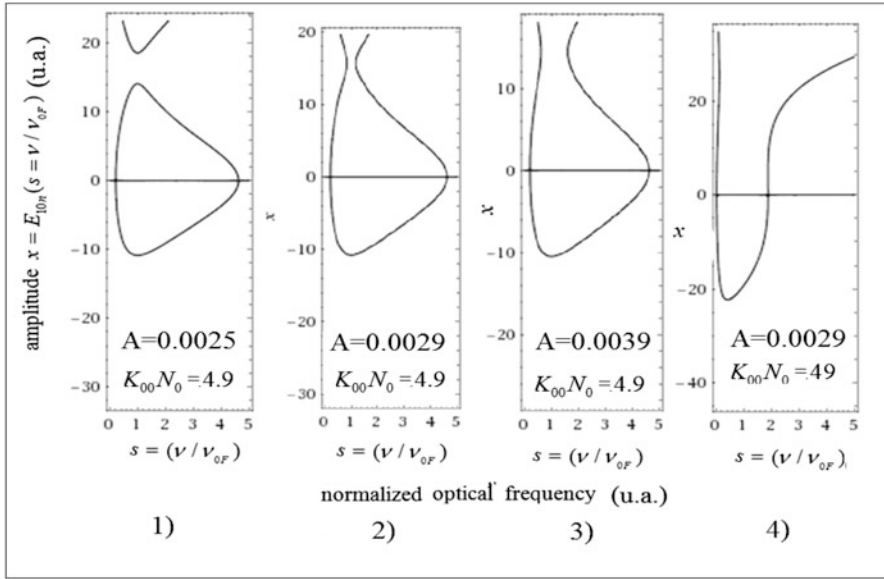 amplitude x = E₁₀ₙ(s = ν/ν₀F) (u.a.)
20
10
0
−10
−20
−30
A=0.0025
K₀₀N₀ =4.9
0 1 2 3 4 5
s = (ν/ν₀F)
1)
20
10
0
−10
−20
−30
x
A=0.0029
K₀₀N₀ =4.9
0 1 2 3 4 5
s = (ν/ν₀F)
2)
10
0
−10
−20
x
A=0.0039
K₀₀N₀ =4.9
0 1 2 3 4 5
s = (ν/ν₀F)
3)
20
0
−20
−40
x
A=0.0029
K₀₀N₀ =49
0 1 2 3 4 5
s = (ν/ν₀F)
4)
normalized optical frequency (u.a.)